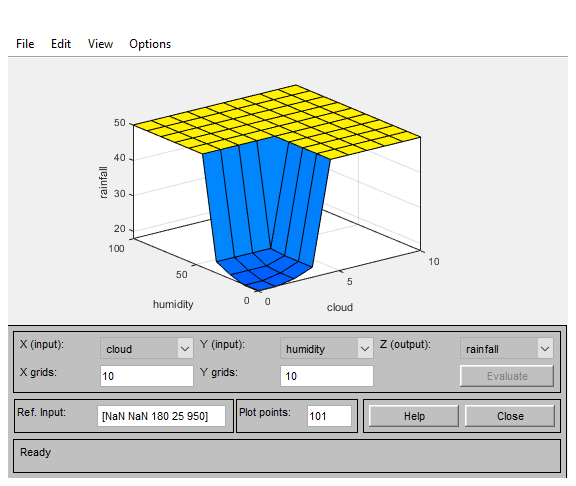 File Edit View Options
50
40
30
20
rainfall
100
50
0
humidity
0
5
10
cloud
X (input): cloud Y (input): humidity Z (output): rainfall
X grids: 10 Y grids: 10 Evaluate
Ref. Input: [NaN NaN 180 25 950] Plot points: 101 Help Close
Ready